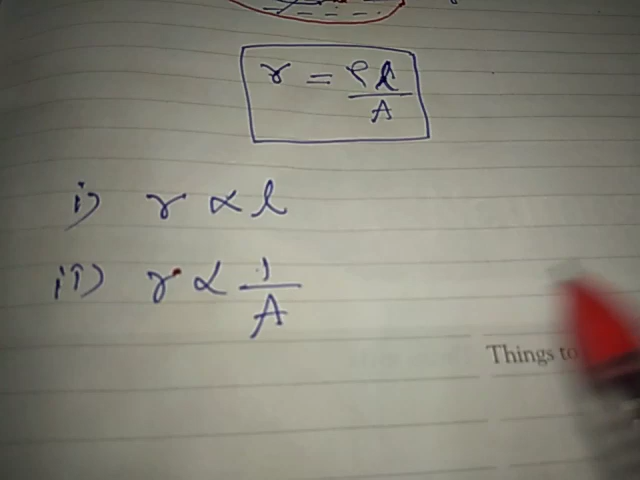 r = ρl/A
i) r ∝ l
ii) r ∝ 1/A
Things to